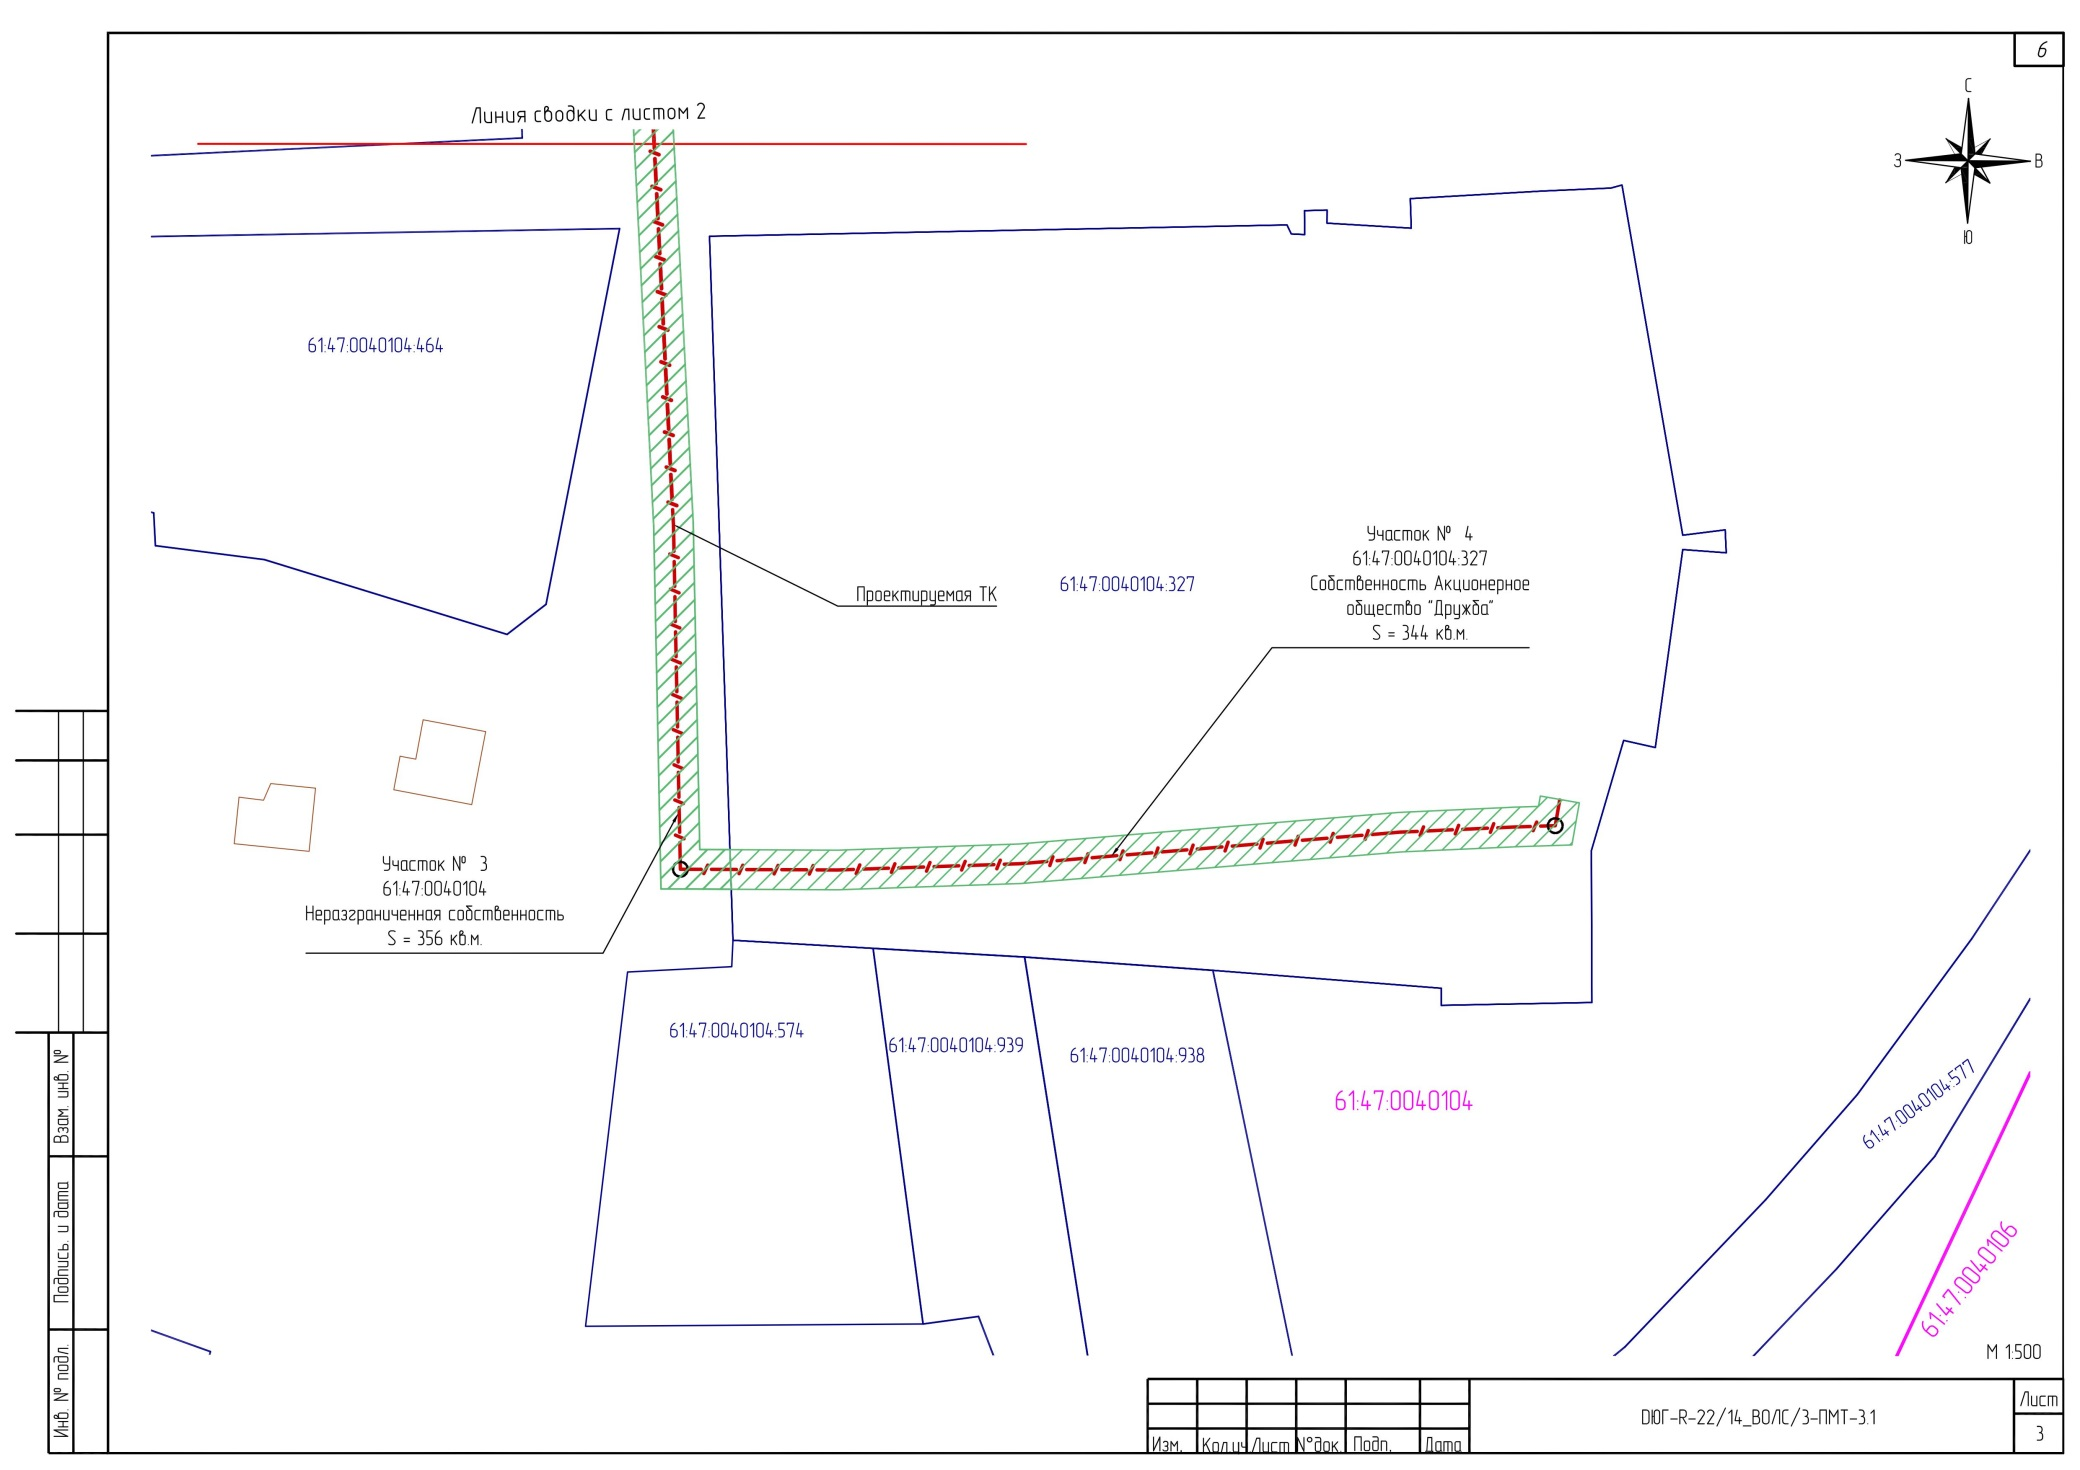 6
Линия сводки с листом 2
С
З
В
Ю
61:47:0040104:464
Участок № 4
61:47:0040104:327
Собственность Акционерное
общество "Дружба"
S = 344 кв.м.
61:47:0040104:327
Проектируемая ТК
Участок № 3
61:47:0040104
Неразграниченная собственность
S = 356 кв.м.
61:47:0040104:574
61:47:0040104:939
61:47:0040104:938
61:47:0040104
61:47:0040104:577
61:47:0040106
М 1:500
Взам. инв. №
Подпись. и дата
Инв. № подл.
Изм.
Кол.уч
Лист
N°док.
Подп.
Дата
DЮГ-R-22/14_ВОЛС/З-ПМТ-3.1
Лист
3